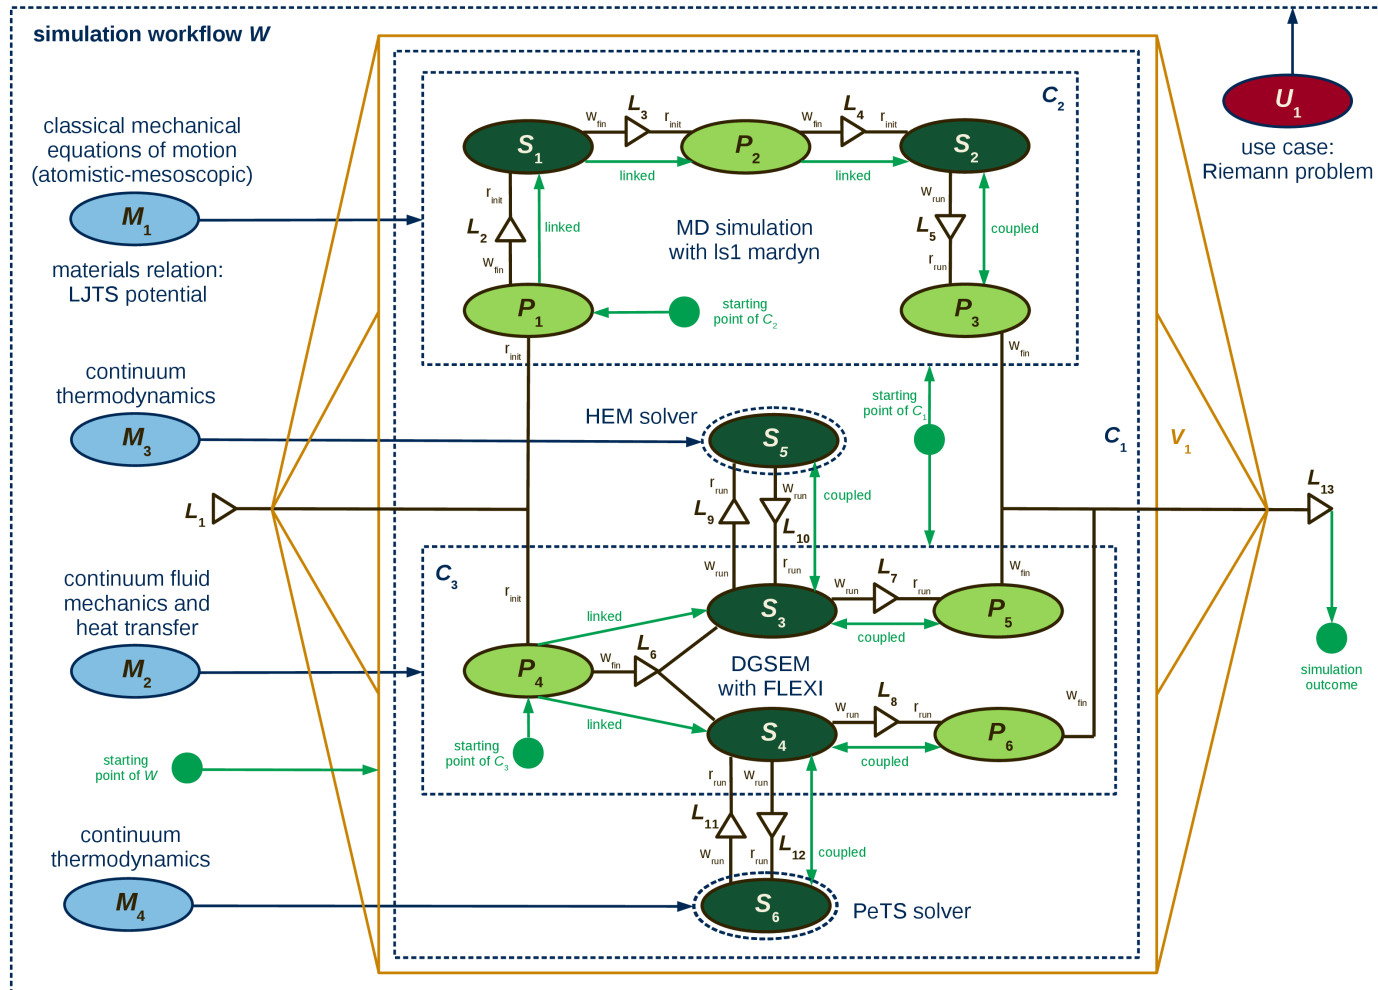 simulation workflow W
U1
use case:
Riemann problem
classical mechanical
equations of motion
(atomistic-mesoscopic)
M1
materials relation:
LJTS potential
C2
S1
wfin
L3
rinit
P2
wfin
L4
rinit
S2
linked
linked
rinit
L2
wfin
linked
MD simulation
with ls1 mardyn
wrun
L5
rrun
coupled
P1
starting
point of C2
P3
rinit
wfin
continuum
thermodynamics
M3
HEM solver
S5
starting
point of C1
C1
V1
rrun
L9
wrun
wrun
L10
rrun
coupled
L1
L13
continuum fluid
mechanics and
heat transfer
M2
C3
rinit
linked
S3
wrun
L7
rrun
coupled
wfin
P5
P4
wfin
L6
DGSEM
with FLEXI
linked
S4
wrun
L8
rrun
coupled
P6
wfin
simulation
outcome
starting
point of C3
starting
point of W
rrun
L11
wrun
wrun
L12
rrun
coupled
continuum
thermodynamics
M4
S6
PeTS solver